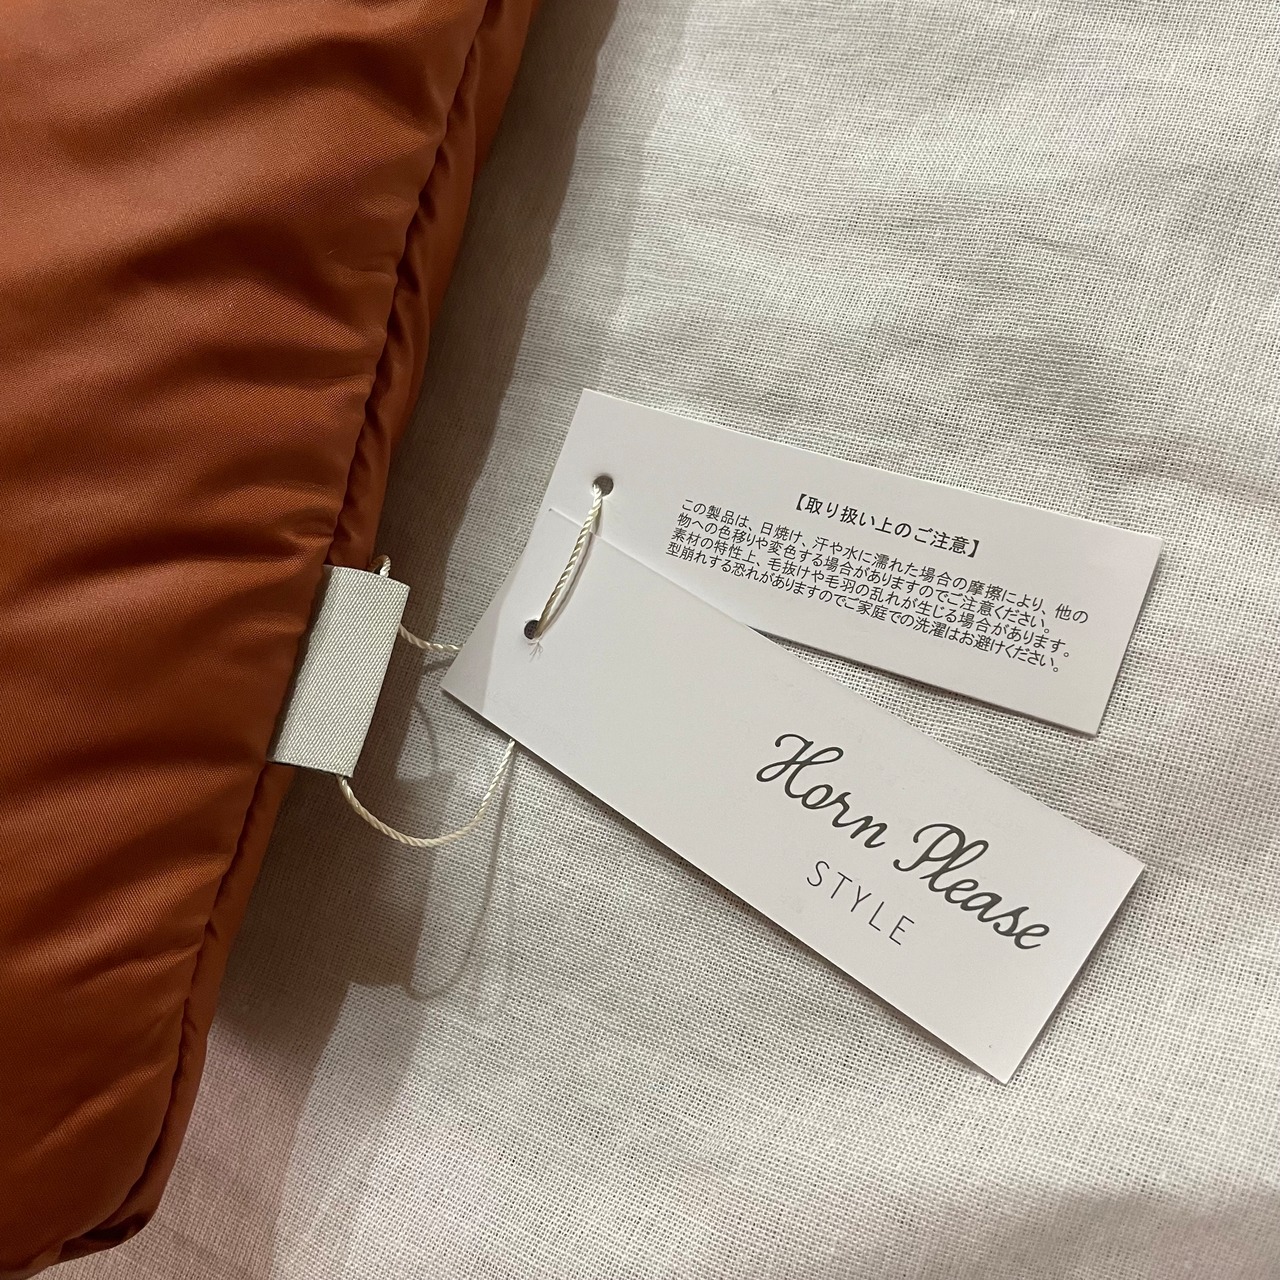 【取り扱い上のご注意】
この製品は、日焼け、汗や水に濡れた場合の摩擦により、他の
物への色移りや変色する場合がありますのでご注意ください。
素材の特性上、毛抜けや毛羽の乱れが生じる場合があります。
型崩れする恐れがありますのでご家庭での洗濯はお避けください。
Horn Please
STYLE